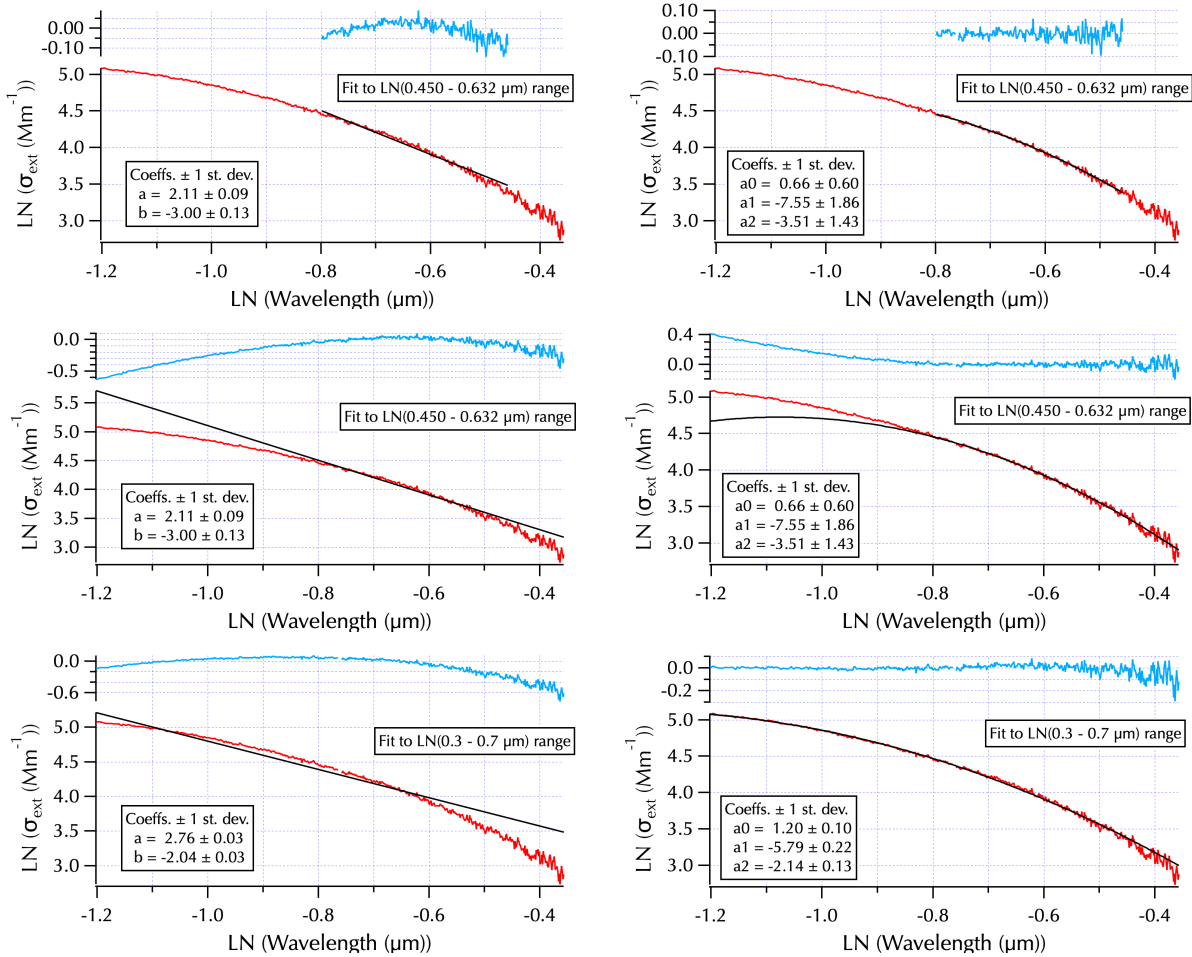 0.00
-0.10
5.0
4.5
4.0
3.5
3.0
LN (σext (Mm-1)
Fit to LN(0.450 - 0.632 µm) range
Coeffs. ± 1 st. dev.
a = 2.11 ± 0.09
b = -3.00 ± 0.13
-1.2 -1.0 -0.8 -0.6 -0.4
LN (Wavelength (µm))
0.10
0.00
-0.10
5.0
4.5
4.0
3.5
3.0
LN (σext (Mm-1)
Fit to LN(0.450 - 0.632 µm) range
Coeffs. ± 1 st. dev.
a0 = 0.66 ± 0.60
a1 = -7.55 ± 1.86
a2 = -3.51 ± 1.43
-1.2 -1.0 -0.8 -0.6 -0.4
LN (Wavelength (µm))
0.0
-0.5
5.5
5.0
4.5
4.0
3.5
3.0
LN (σext (Mm-1)
Fit to LN(0.450 - 0.632 µm) range
Coeffs. ± 1 st. dev.
a = 2.11 ± 0.09
b = -3.00 ± 0.13
-1.2 -1.0 -0.8 -0.6 -0.4
LN (Wavelength (µm))
0.4
0.0
5.0
4.5
4.0
3.5
3.0
LN (σext (Mm-1)
Fit to LN(0.450 - 0.632 µm) range
Coeffs. ± 1 st. dev.
a0 = 0.66 ± 0.60
a1 = -7.55 ± 1.86
a2 = -3.51 ± 1.43
-1.2 -1.0 -0.8 -0.6 -0.4
LN (Wavelength (µm))
0.0
-0.6
5.0
4.5
4.0
3.5
3.0
LN (σext (Mm-1)
Fit to LN(0.3 - 0.7 µm) range
Coeffs. ± 1 st. dev.
a = 2.76 ± 0.03
b = -2.04 ± 0.03
-1.2 -1.0 -0.8 -0.6 -0.4
LN (Wavelength (µm))
0.0
-0.2
5.0
4.5
4.0
3.5
3.0
LN (σext (Mm-1)
Fit to LN(0.3 - 0.7 µm) range
Coeffs. ± 1 st. dev.
a0 = 1.20 ± 0.10
a1 = -5.79 ± 0.22
a2 = -2.14 ± 0.13
-1.2 -1.0 -0.8 -0.6 -0.4
LN (Wavelength (µm))